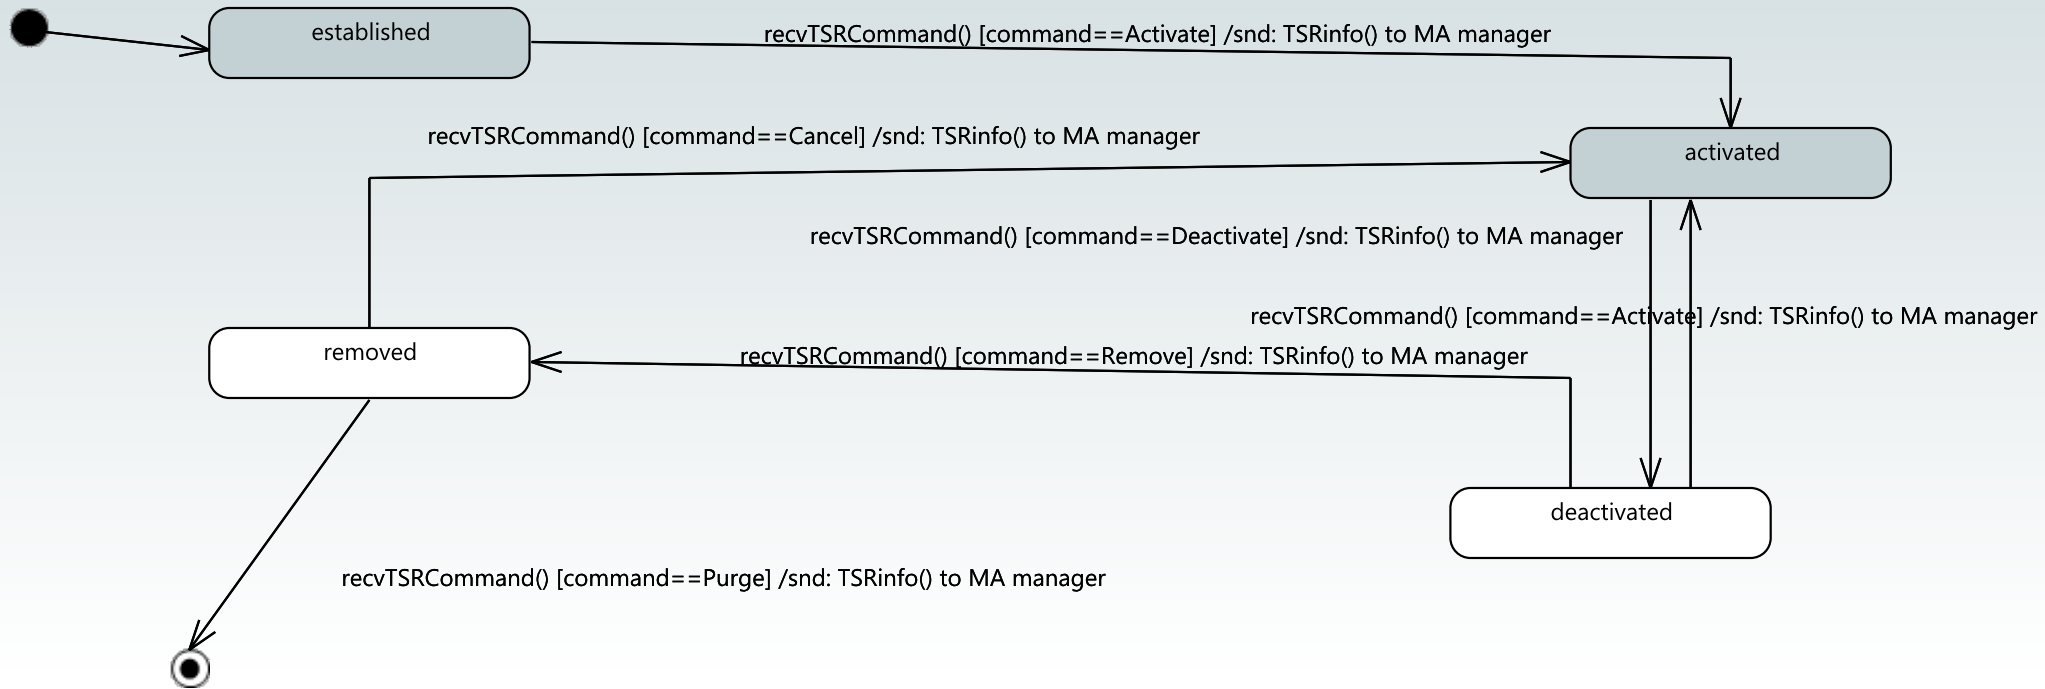 established
recvTSRCommand() [command==Activate] /snd: TSRinfo() to MA manager
recvTSRCommand() [command==Cancel] /snd: TSRinfo() to MA manager
activated
recvTSRCommand() [command==Deactivate] /snd: TSRinfo() to MA manager
recvTSRCommand() [command==Activate] /snd: TSRinfo() to MA manager
removed
recvTSRCommand() [command==Remove] /snd: TSRinfo() to MA manager
deactivated
recvTSRCommand() [command==Purge] /snd: TSRinfo() to MA manager